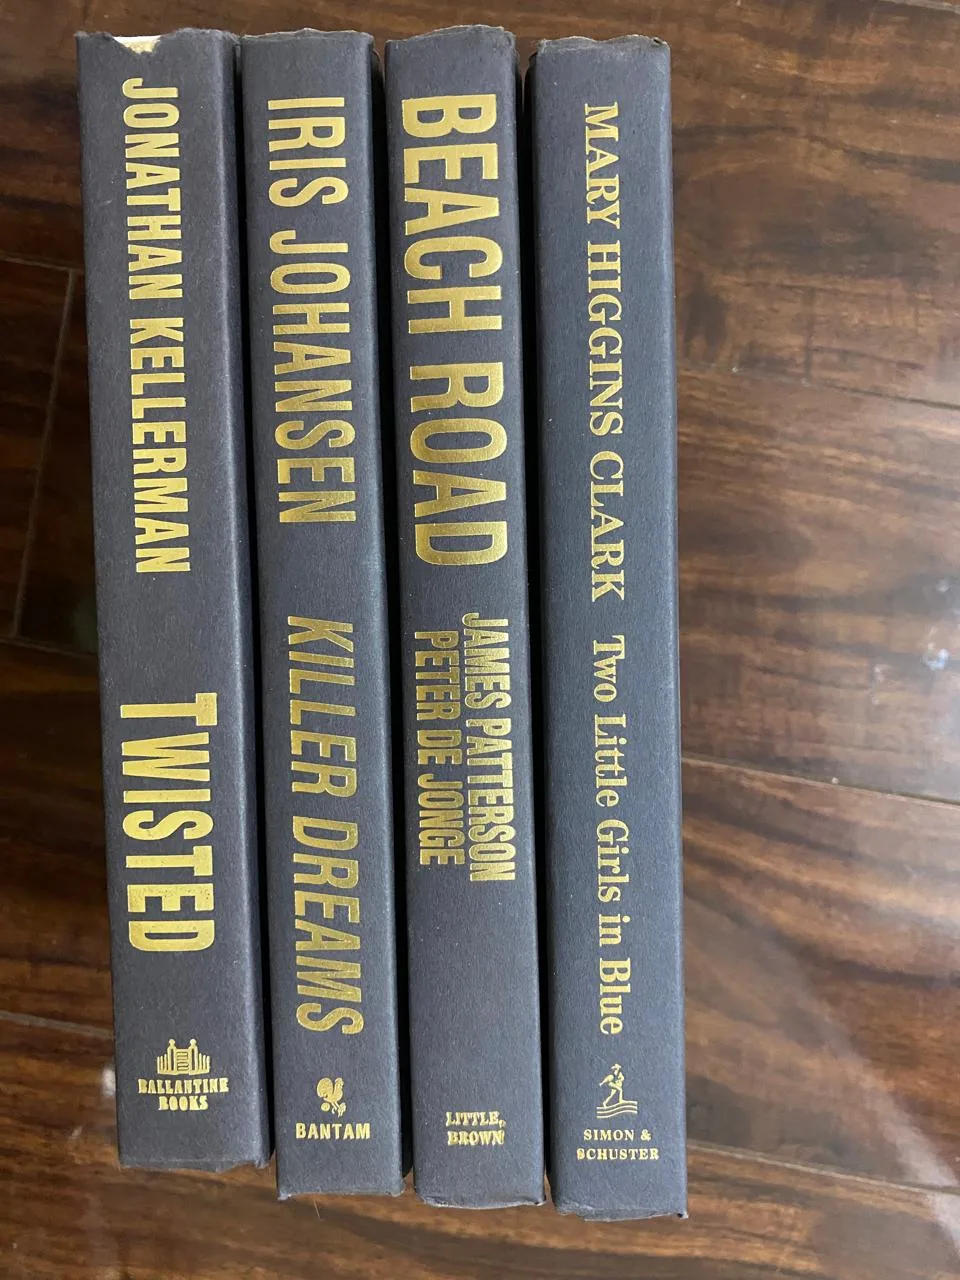 JONATHAN KELLERMAN
TWISTED
BALLANTINE
BOOKS
IRIS JOHANSEN
KILLER DREAMS
BANTAM
BEACH ROAD
JAMES PATTERSON
PETER DE JONGE
LITTLE,
BROWN
MARY HIGGINS CLARK
Two Little Girls in Blue
SIMON &
SCHUSTER